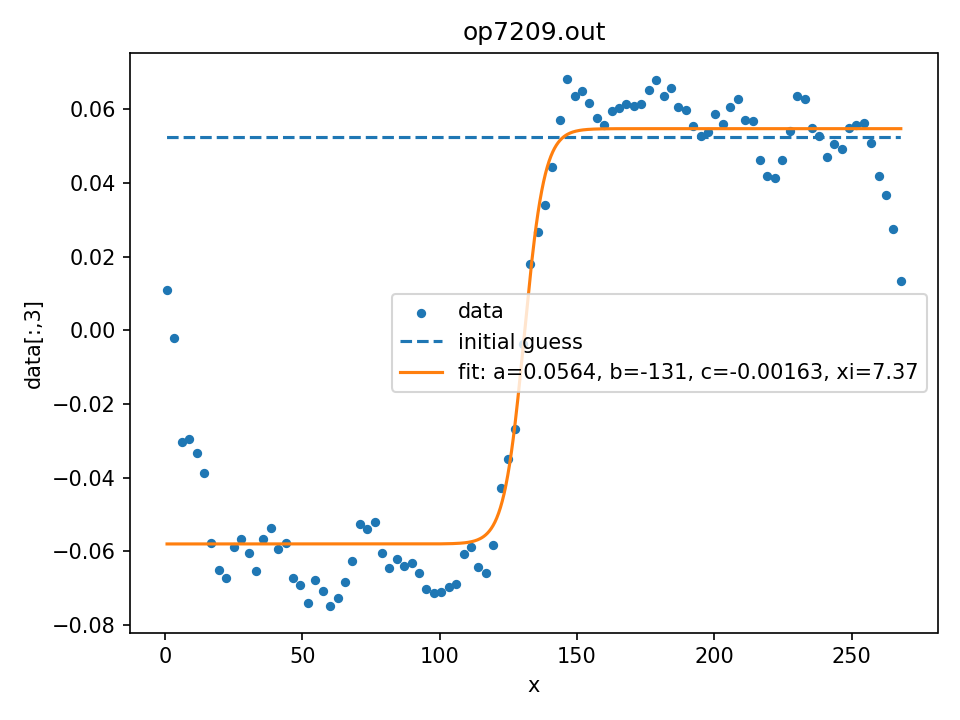 op7209.out
data[:,3]
0.06
0.04
0.02
0.00
−0.02
−0.04
−0.06
−0.08
data
initial guess
fit: a=0.0564, b=-131, c=-0.00163, xi=7.37
0 50 100 150 200 250
x